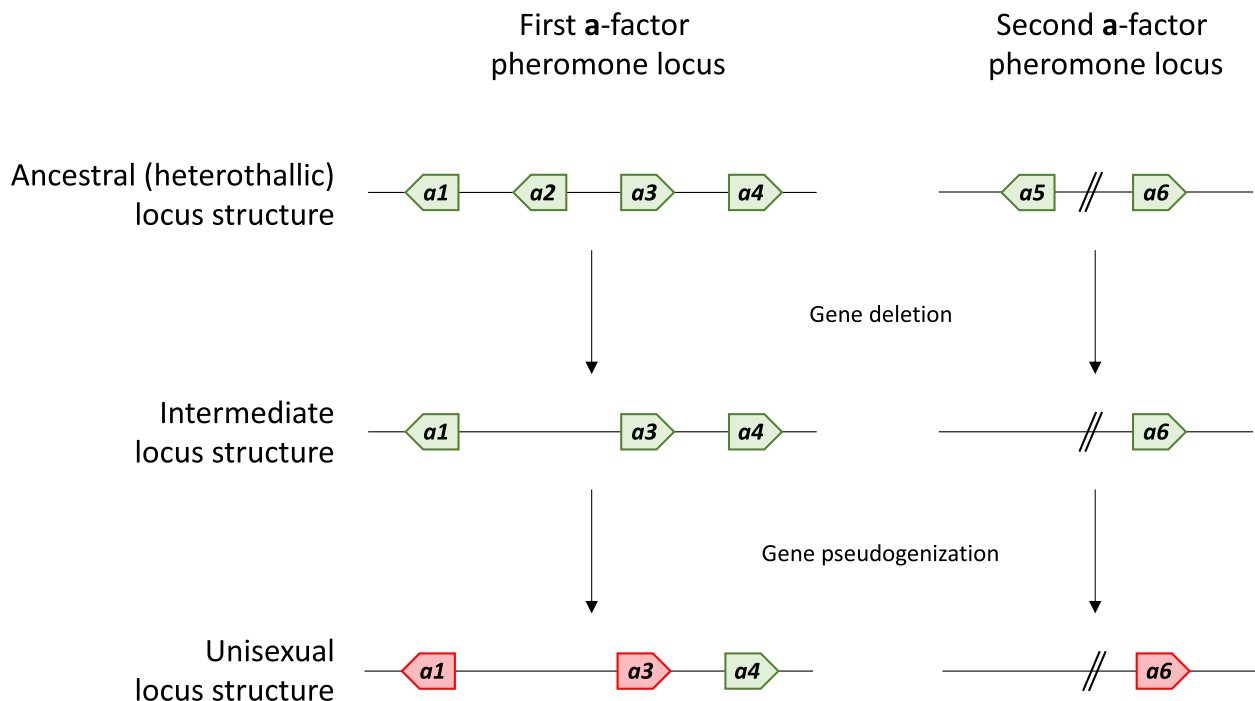 First a-factor
pheromone locus
Second a-factor
pheromone locus
Ancestral (heterothallic)
locus structure
a1 a2 a3 a4 a5 a6
Gene deletion
Intermediate
locus structure
a1 a3 a4 a6
Gene pseudogenization
Unisexual
locus structure
a1 a3 a4 a6